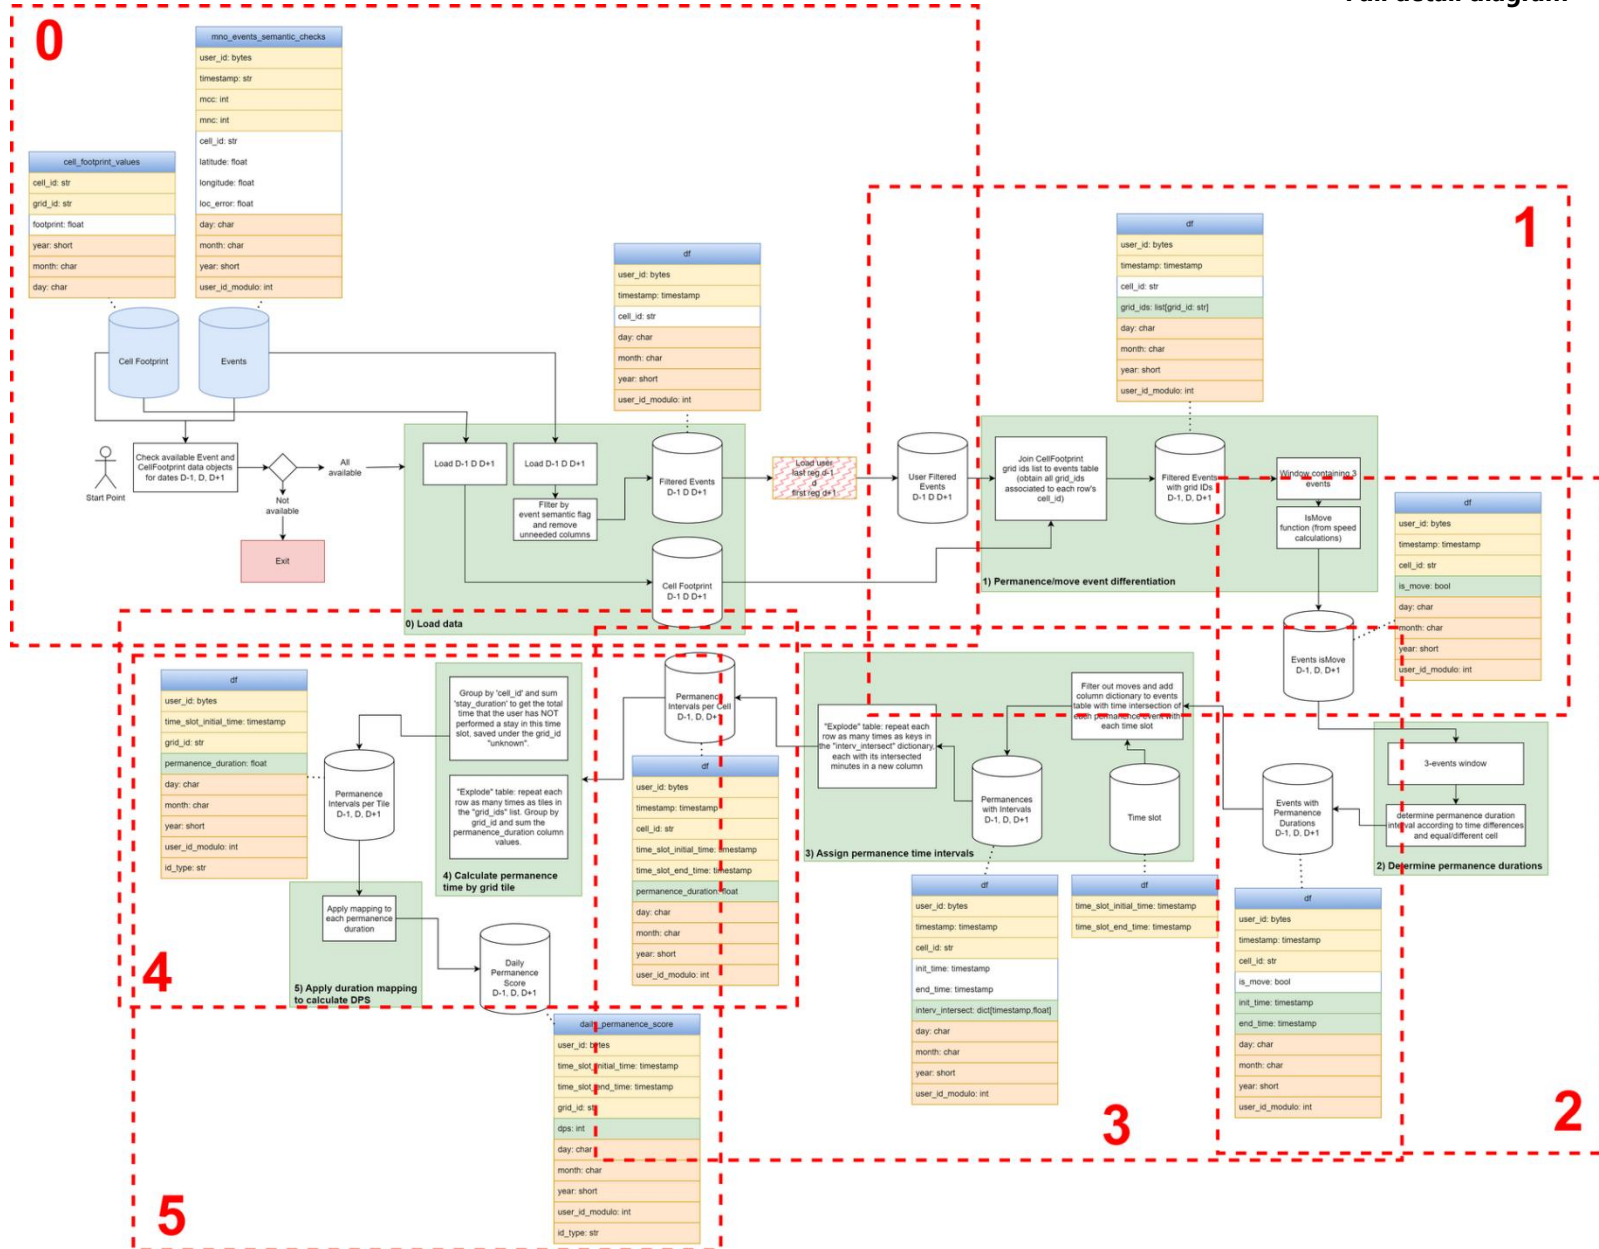 Full detail diagram
0
mno_events_semantic_checks
user_id: bytes
timestamp: str
mcc: int
mnc: int
cell_id: str
latitude: float
longitude: float
loc_error: float
day: char
month: char
year: short
user_id_modulo: int
cell_footprint_values
cell_id: str
grid_id: str
footprint: float
year: short
month: char
day: char
Cell Footprint
Events
Start Point
Check available Event and
CellFootprint data objects
for dates D-1, D, D+1
All
available
Not
available
Exit
Load D-1 D D+1
Load D-1 D D+1
Filter by
event semantic flag
and remove
unneeded columns
df
user_id: bytes
timestamp: timestamp
cell_id: str
day: char
month: char
year: short
user_id_modulo: int
Filtered Events
D-1 D D+1
Cell Footprint
D-1 D D+1
0) Load data
Load user
last reg d-1
d
first reg d+1
1
User Filtered
Events
D-1 D D+1
df
user_id: bytes
timestamp: timestamp
cell_id: str
grid_ids: list[grid_id: str]
day: char
month: char
year: short
user_id_modulo: int
Join CellFootprint
grid ids list to events table
(obtain all grid_ids
associated to each row's
cell_id)
Filtered Events
with grid IDs
D-1, D, D+1
Window containing 3
events
IsMove
function (from speed
calculations)
1) Permanence/move event differentiation
df
user_id: bytes
timestamp: timestamp
cell_id: str
is_move: bool
day: char
month: char
year: short
user_id_modulo: int
Events isMove
D-1, D, D+1
3-events window
determine permanence duration
interval according to time differences
and equal/different cell
2) Determine permanence durations
Events with
Permanence
Durations
D-1, D, D+1
df
user_id: bytes
timestamp: timestamp
cell_id: str
is_move: bool
init_time: timestamp
end_time: timestamp
day: char
month: char
year: short
user_id_modulo: int
2
Filter out moves and add
column dictionary to events
table with time intersection of
each permanence event with
each time slot
Time slot
Permanences
with Intervals
D-1, D, D+1
"Explode" table: repeat each
row as many times as keys in
the "interv_intersect" dictionary,
each with its intersected
minutes in a new column
3) Assign permanence time intervals
df
user_id: bytes
timestamp: timestamp
cell_id: str
init_time: timestamp
end_time: timestamp
interv_intersect: dict[timestamp,float]
day: char
month: char
year: short
user_id_modulo: int
df
time_slot_initial_time: timestamp
time_slot_end_time: timestamp
3
Permanence
Intervals per Cell
D-1, D, D+1
df
user_id: bytes
timestamp: timestamp
cell_id: str
time_slot_initial_time: timestamp
time_slot_end_time: timestamp
permanence_duration: float
day: char
month: char
year: short
user_id_modulo: int
Group by 'cell_id' and sum
'stay_duration' to get the total
time that the user has NOT
performed a stay in this time
slot, saved under the grid_id
"unknown".
"Explode" table: repeat each
row as many times as tiles in
the "grid_ids" list. Group by
grid_id and sum the
permanence_duration column
values.
4) Calculate permanence
time by grid tile
df
user_id: bytes
time_slot_initial_time: timestamp
grid_id: str
permanence_duration: float
day: char
month: char
year: short
user_id_modulo: int
id_type: str
Permanence
Intervals per Tile
D-1, D, D+1
4
Apply mapping to
each permanence
duration
5) Apply duration mapping
to calculate DPS
Daily
Permanence
Score
D-1, D, D+1
daily_permanence_score
user_id: bytes
time_slot_initial_time: timestamp
time_slot_end_time: timestamp
grid_id: str
dps: int
day: char
month: char
year: short
user_id_modulo: int
id_type: str
5